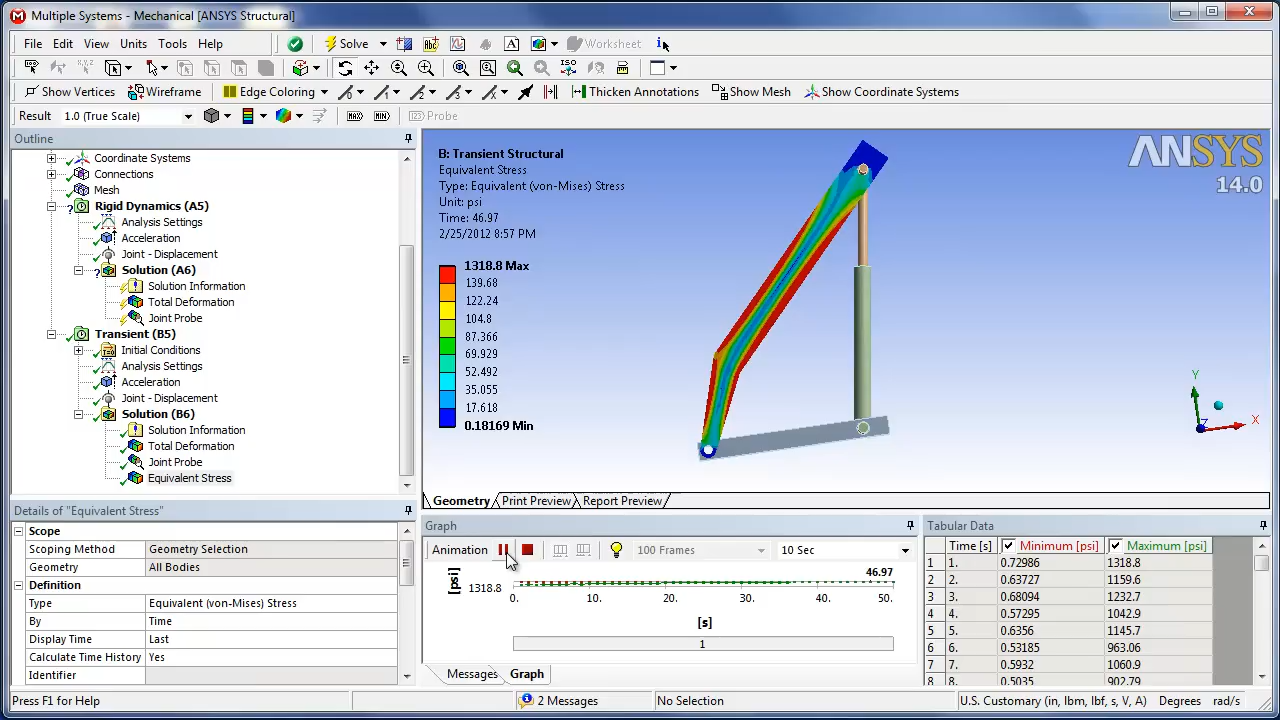 Multiple Systems - Mechanical [ANSYS Structural]
File Edit View Units Tools Help Solve Worksheet
Show Vertices Wireframe Edge Coloring Thicken Annotations Show Mesh Show Coordinate Systems
Result 1.0 (True Scale) Probe
Outline
Coordinate Systems
Connections
Mesh
Rigid Dynamics (A5)
Analysis Settings
Acceleration
Joint - Displacement
Solution (A6)
Solution Information
Total Deformation
Joint Probe
Transient (B5)
Initial Conditions
Analysis Settings
Acceleration
Joint - Displacement
Solution (B6)
Solution Information
Total Deformation
Joint Probe
Equivalent Stress
Details of "Equivalent Stress"
Scope
Scoping Method Geometry Selection
Geometry All Bodies
Definition
Type Equivalent (von-Mises) Stress
By Time
Display Time Last
Calculate Time History Yes
Identifier
B: Transient Structural
Equivalent Stress
Type: Equivalent (von-Mises) Stress
Unit: psi
Time: 46.97
2/25/2012 8:57 PM
1318.8 Max
139.68
122.24
104.8
87.366
69.929
52.492
35.055
17.618
0.18169 Min
ANSYS
14.0
Y
X
Z
Geometry Print Preview Report Preview
Graph
Animation 100 Frames 10 Sec
46.97
[psi]
1318.8
0. 10. 20. 30. 40. 50.
[s]
1
Messages Graph
Tabular Data
Time [s] Minimum [psi] Maximum [psi]
1 1. 0.72986 1318.8
2 2. 0.63727 1159.6
3 3. 0.68094 1232.7
4 4. 0.57295 1042.9
5 5. 0.6356 1145.7
6 6. 0.53185 963.06
7 7. 0.5932 1060.9
8 8. 0.5035 902.79
Press F1 for Help 2 Messages No Selection U.S. Customary (in, lbm, lbf, s, V, A) Degrees rad/s